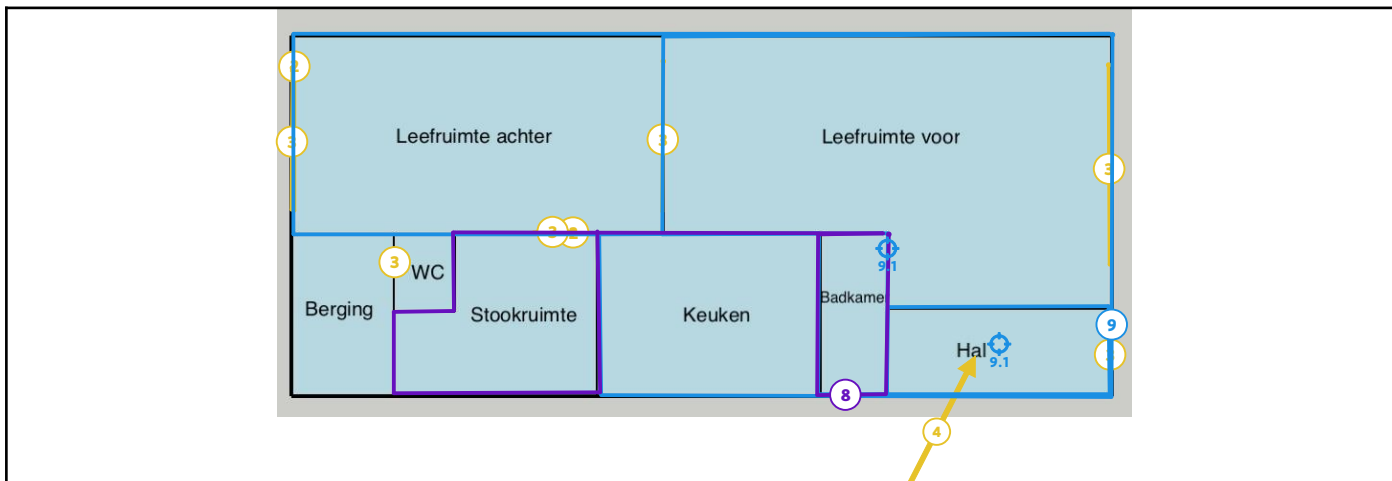 2
3
Leefruimte achter
3
Leefruimte voor
3
3
2
3
WC
9.1
Berging
Stookruimte
Keuken
Badkame
9
Hal
9.1
8
4